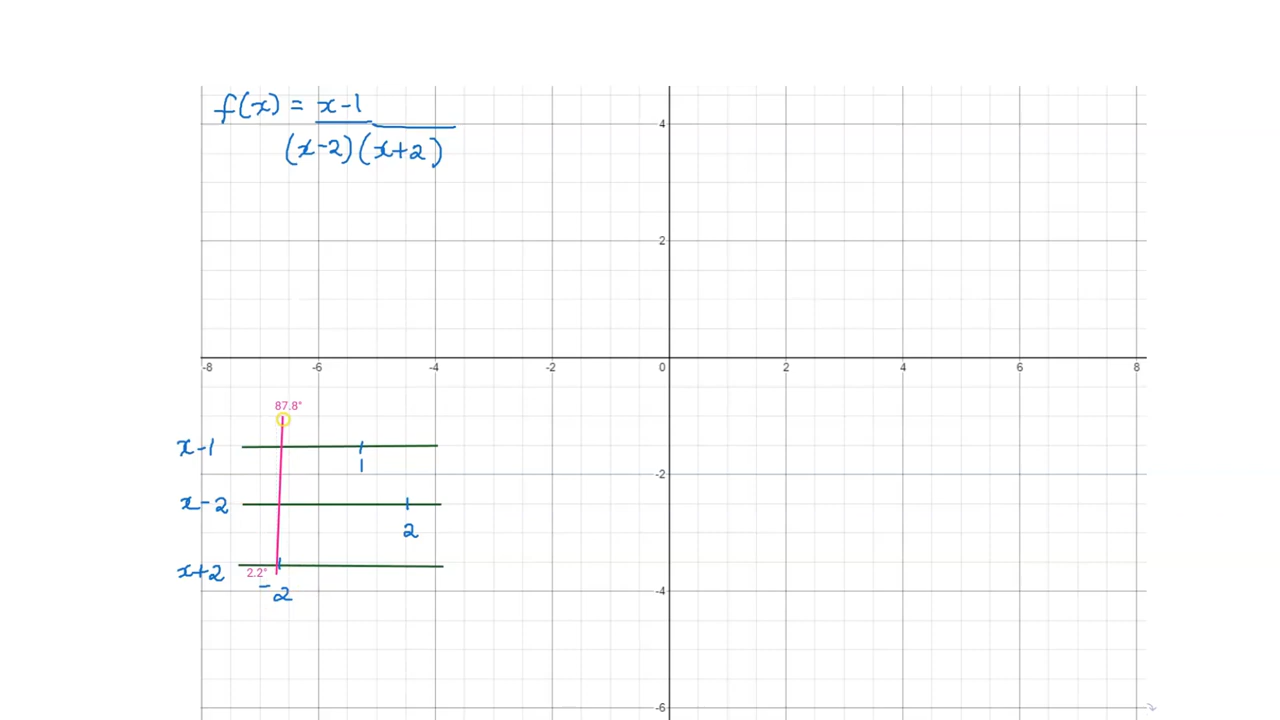 f(x) = x-1
(x-2)(x+2)
4
2
-8 -6 -4 -2 0 2 4 6 8
87.8°
x-1
1
-2
x-2
2
x+2
2.2°
-2
-4
-6